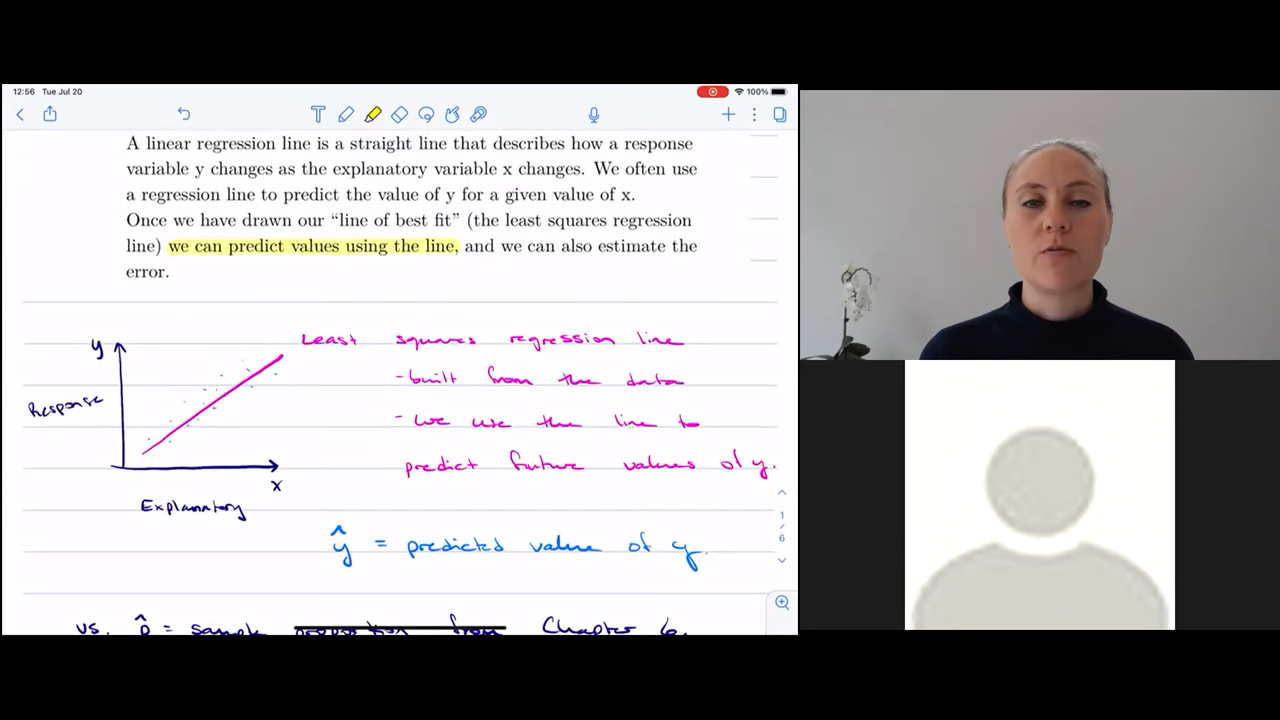 12:56 Tue Jul 20
100%
A linear regression line is a straight line that describes how a response
variable y changes as the explanatory variable x changes. We often use
a regression line to predict the value of y for a given value of x.
Once we have drawn our “line of best fit” (the least squares regression
line) we can predict values using the line, and we can also estimate the
error.
y
Response
x
Explanatory
Least squares regression line
-built from the data
-we use the line to
predict future values of y.
1
/
6
ŷ = predicted value of y.
vs. p̂ = sample proportion from Chapter 6.